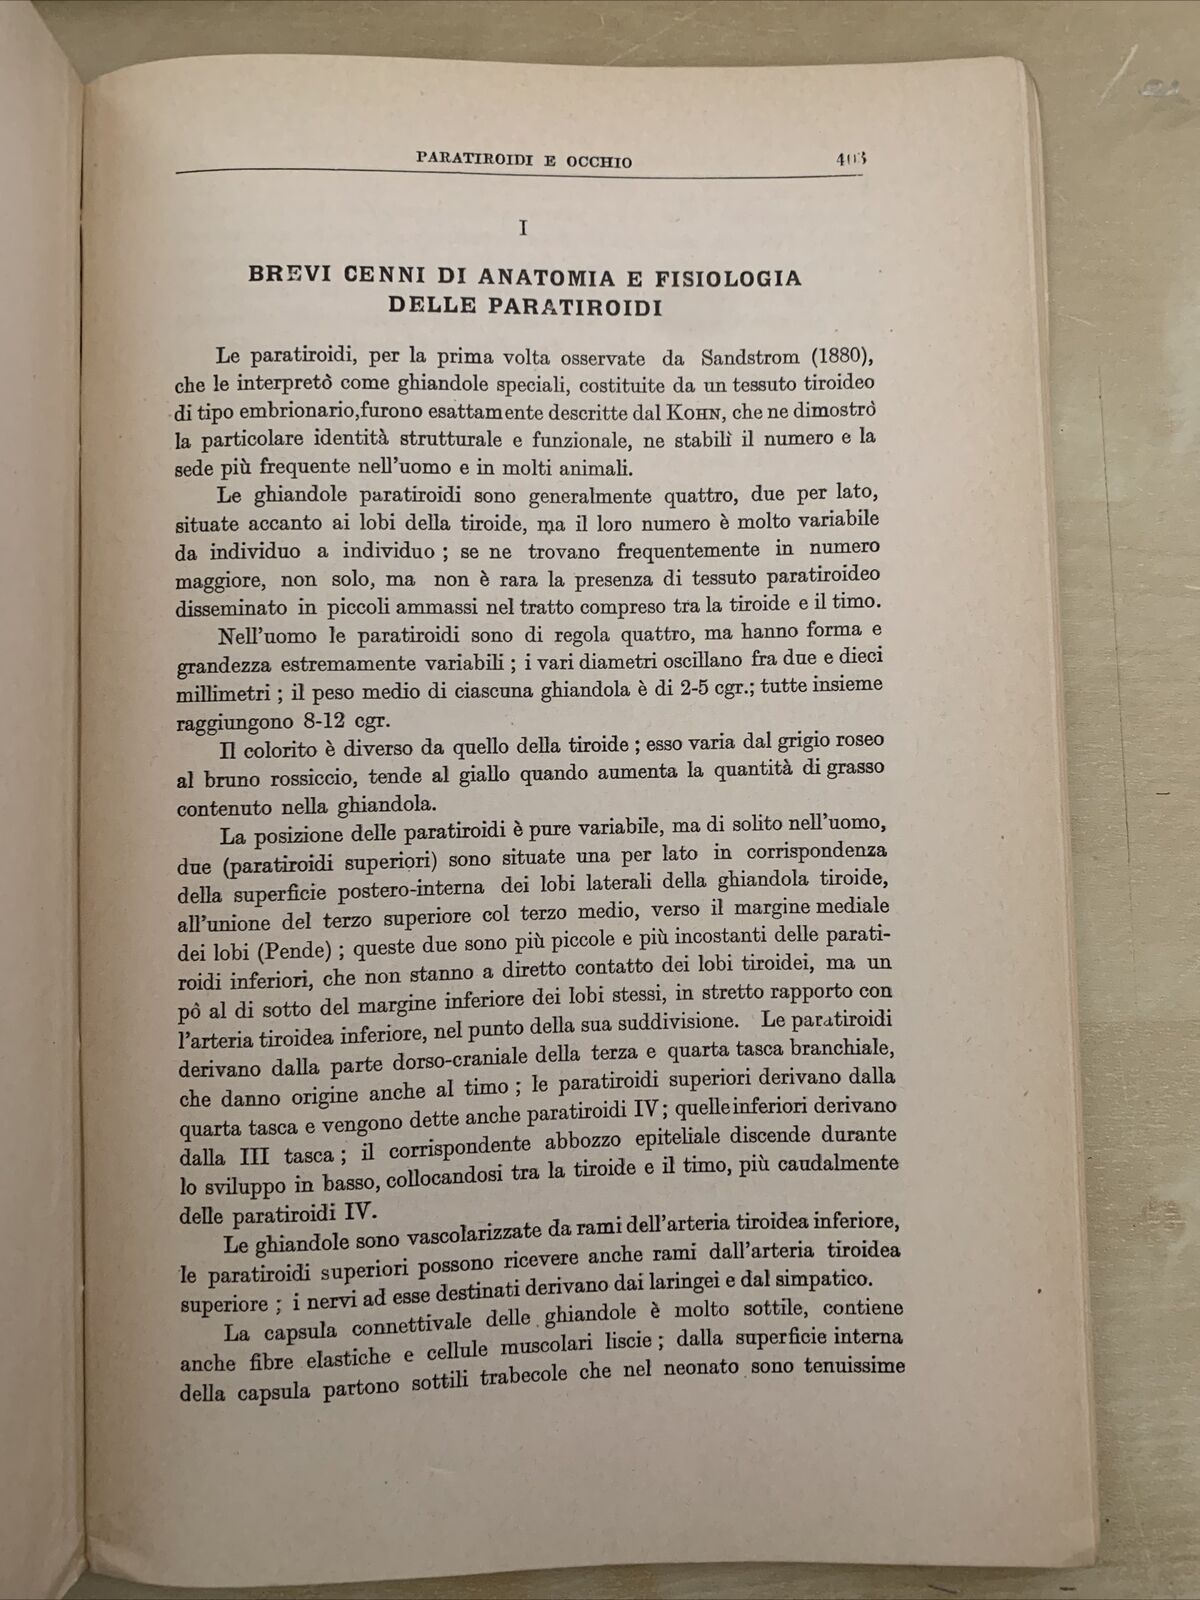 PARATIROIDI E OCCHIO 403
I
BREVI CENNI DI ANATOMIA E FISIOLOGIA
DELLE PARATIROIDI
Le paratiroidi, per la prima volta osservate da Sandstrom (1880),
che le interpretò come ghiandole speciali, costituite da un tessuto tiroideo
di tipo embrionario,furono esattamente descritte dal KOHN, che ne dimostrò
la particolare identità strutturale e funzionale, ne stabilì il numero e la
sede più frequente nell'uomo e in molti animali.
Le ghiandole paratiroidi sono generalmente quattro, due per lato,
situate accanto ai lobi della tiroide, ma il loro numero è molto variabile
da individuo a individuo ; se ne trovano frequentemente in numero
maggiore, non solo, ma non è rara la presenza di tessuto paratiroideo
disseminato in piccoli ammassi nel tratto compreso tra la tiroide e il timo.
Nell'uomo le paratiroidi sono di regola quattro, ma hanno forma e
grandezza estremamente variabili ; i vari diametri oscillano fra due e dieci
millimetri ; il peso medio di ciascuna ghiandola è di 2-5 cgr.; tutte insieme
raggiungono 8-12 cgr.
Il colorito è diverso da quello della tiroide ; esso varia dal grigio roseo
al bruno rossiccio, tende al giallo quando aumenta la quantità di grasso
contenuto nella ghiandola.
La posizione delle paratiroidi è pure variabile, ma di solito nell'uomo,
due (paratiroidi superiori) sono situate una per lato in corrispondenza
della superficie postero-interna dei lobi laterali della ghiandola tiroide,
all'unione del terzo superiore col terzo medio, verso il margine mediale
dei lobi (Pende) ; queste due sono più piccole e più incostanti delle parati-
roidi inferiori, che non stanno a diretto contatto dei lobi tiroidei, ma un
pô al di sotto del margine inferiore dei lobi stessi, in stretto rapporto con
l'arteria tiroidea inferiore, nel punto della sua suddivisione. Le paratiroidi
derivano dalla parte dorso-craniale della terza e quarta tasca branchiale,
che danno origine anche al timo ; le paratiroidi superiori derivano dalla
quarta tasca e vengono dette anche paratiroidi IV ; quelle inferiori derivano
dalla III tasca ; il corrispondente abbozzo epiteliale discende durante
lo sviluppo in basso, collocandosi tra la tiroide e il timo, più caudalmente
delle paratiroidi IV.
Le ghiandole sono vascolarizzate da rami dell'arteria tiroidea inferiore,
le paratiroidi superiori possono ricevere anche rami dall'arteria tiroidea
superiore ; i nervi ad esse destinati derivano dai laringei e dal simpatico.
La capsula connettivale delle ghiandole è molto sottile, contiene
anche fibre elastiche e cellule muscolari liscie ; dalla superficie interna
della capsula partono sottili trabecole che nel neonato sono tenuissime